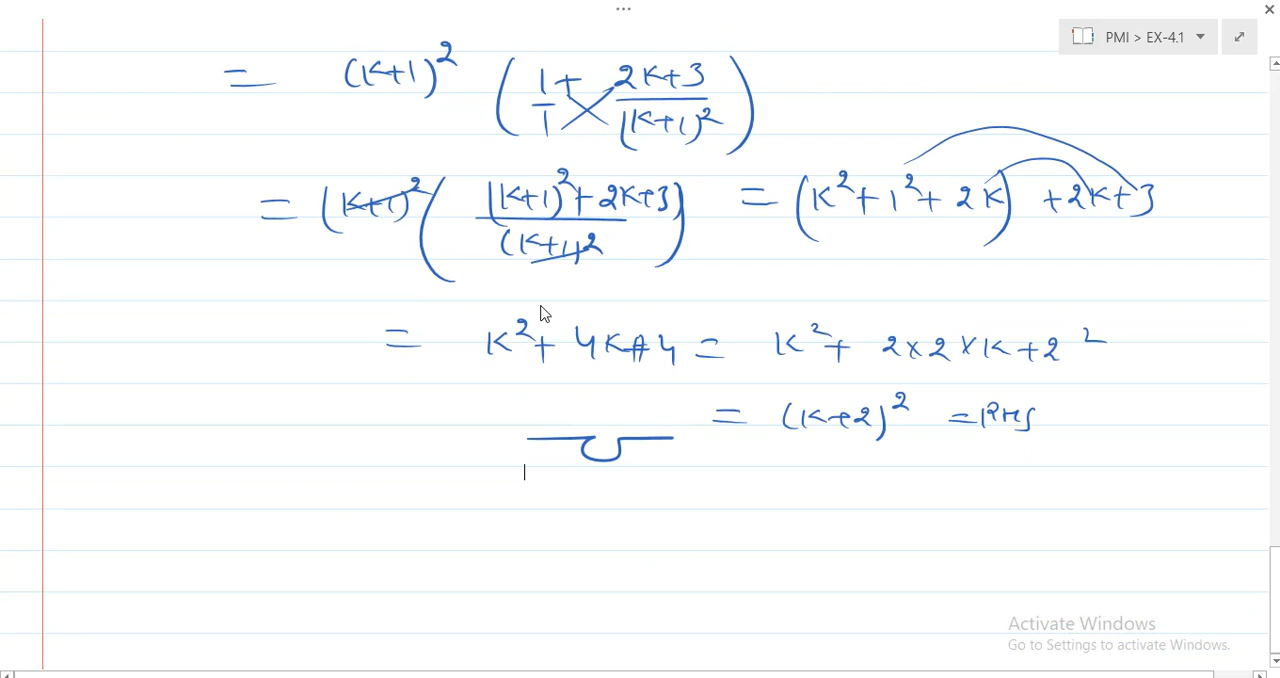 PMI > EX-4.1
= (K+1)² (1/1 + (2K+3)/(K+1)²)
= (K+1)² (((K+1)²+2K+3)/(K+1)²) = (K²+1²+2K) +2K+3
= K²+4K+4 = K²+2×2×K+2²
= (K+2)² =RHS
Activate Windows
Go to Settings to activate Windows.